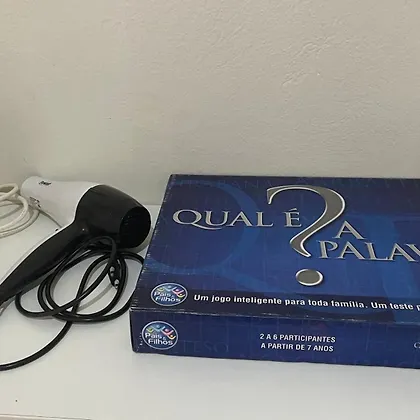 QUAL É A
?
PALAV
Pais & Filhos
Um jogo inteligente para toda família. Um teste p
Pais & Filhos
2 A 6 PARTICIPANTES
A PARTIR DE 7 ANOS